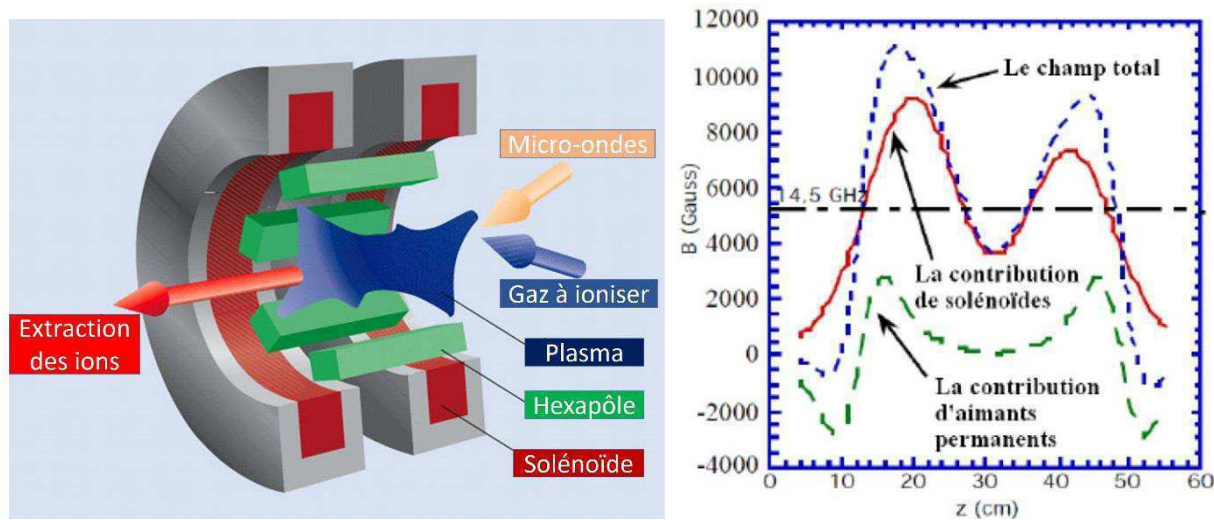 Micro-ondes
Gaz à ioniser
Extraction
des ions
Plasma
Hexapôle
Solénoïde
12000
10000
8000
6000
4000
2000
0
-2000
-4000
B (Gauss)
14,5 GHz
Le champ total
La contribution
de solénoïdes
La contribution
d'aimants
permanents
0
10
20
30
40
50
60
z (cm)